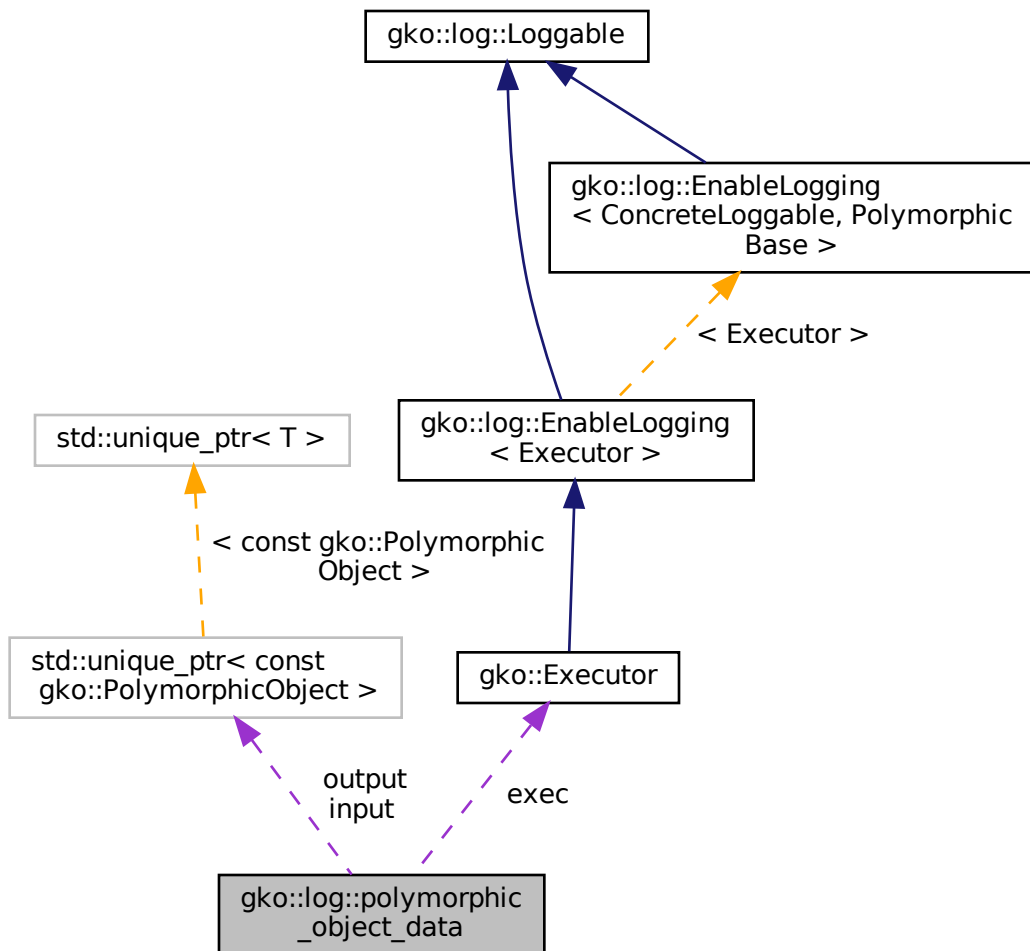 gko::log::Loggable
gko::log::EnableLogging
< ConcreteLoggable, Polymorphic
Base >
< Executor >
gko::log::EnableLogging
< Executor >
std::unique_ptr< T >
< const gko::Polymorphic
Object >
std::unique_ptr< const
gko::PolymorphicObject >
gko::Executor
output
input
exec
gko::log::polymorphic
_object_data